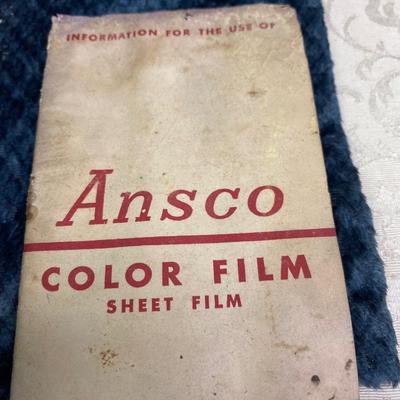 INFORMATION FOR THE USE OF
Ansco
COLOR FILM
SHEET FILM